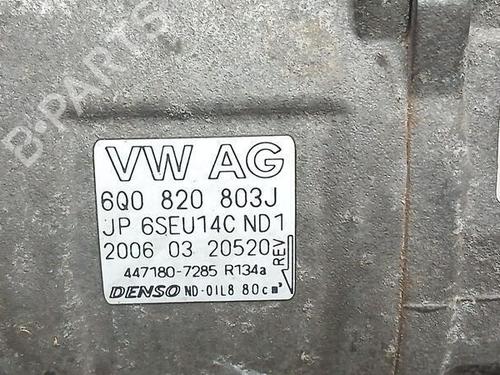 B-PARTS
VW AG
6Q0 820 803J
JP 6SEU14C ND1
2006 03 20520
REV
447180-7285 R134a
DENSO ND-OIL8 80cm³